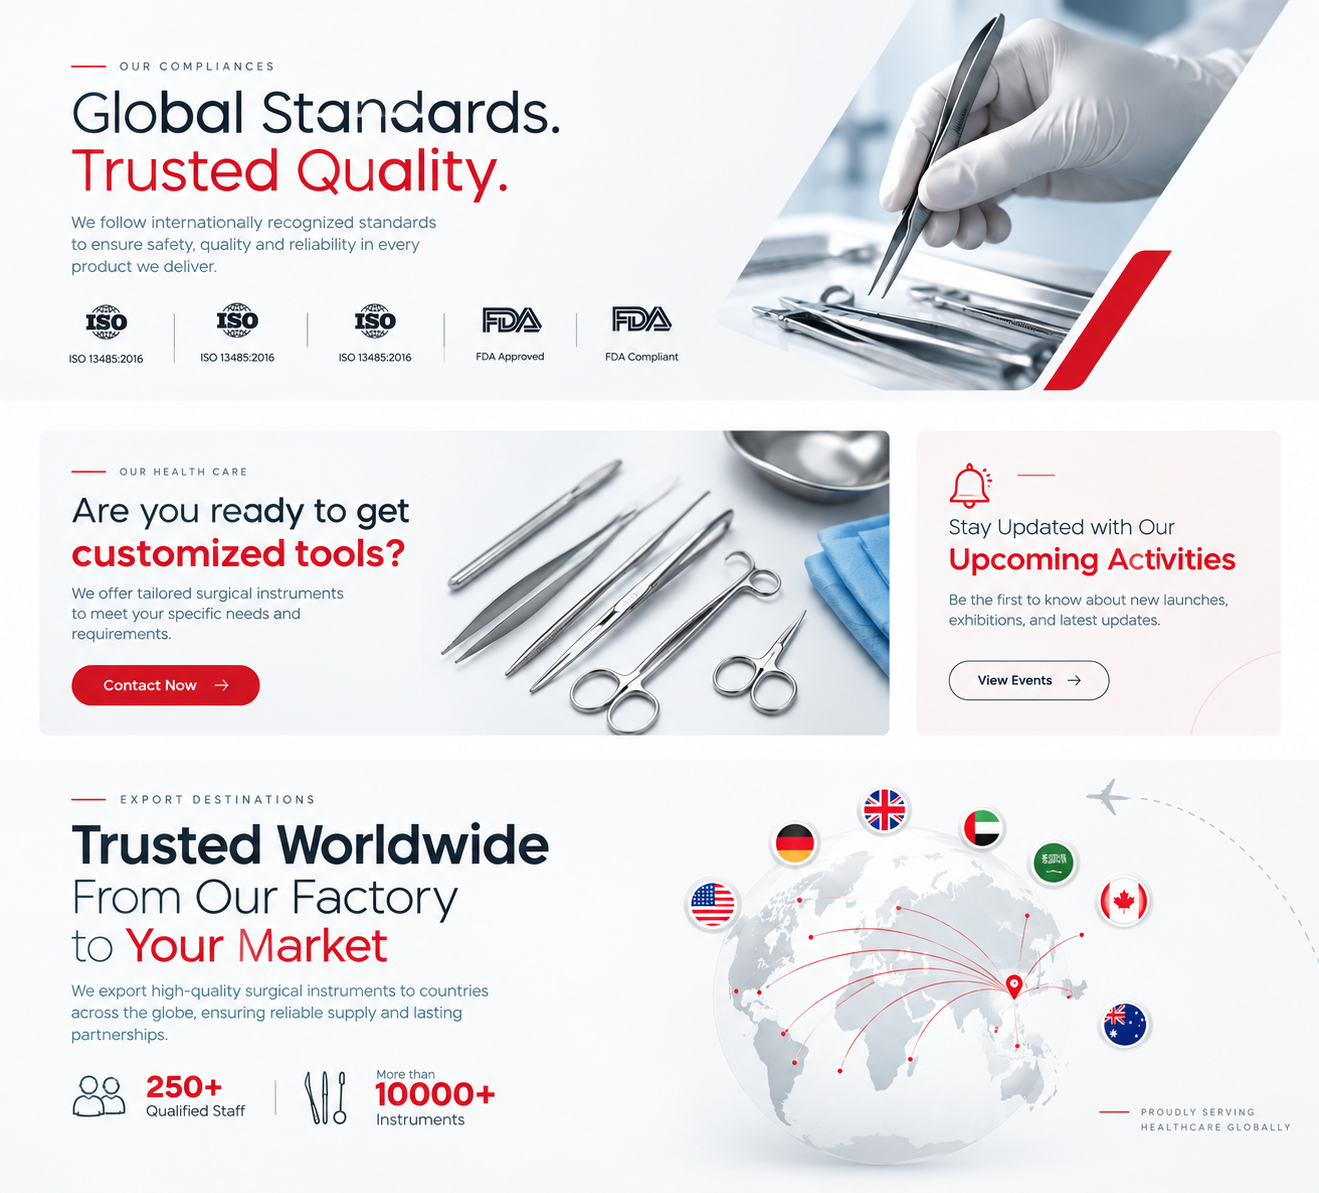 OUR COMPLIANCES
Global Standards.
Trusted Quality.
We follow internationally recognized standards
to ensure safety, quality and reliability in every
product we deliver.
ISO
ISO 13485:2016
ISO
ISO 13485:2016
ISO
ISO 13485:2016
FDA
FDA Approved
FDA
FDA Compliant
OUR HEALTH CARE
Are you ready to get
customized tools?
We offer tailored surgical instruments
to meet your specific needs and
requirements.
Contact Now
Stay Updated with Our
Upcoming Activities
Be the first to know about new launches,
exhibitions, and latest updates.
View Events
EXPORT DESTINATIONS
Trusted Worldwide
From Our Factory
to Your Market
We export high-quality surgical instruments to countries
across the globe, ensuring reliable supply and lasting
partnerships.
250+
Qualified Staff
More than
10000+
Instruments
PROUDLY SERVING
HEALTHCARE GLOBALLY